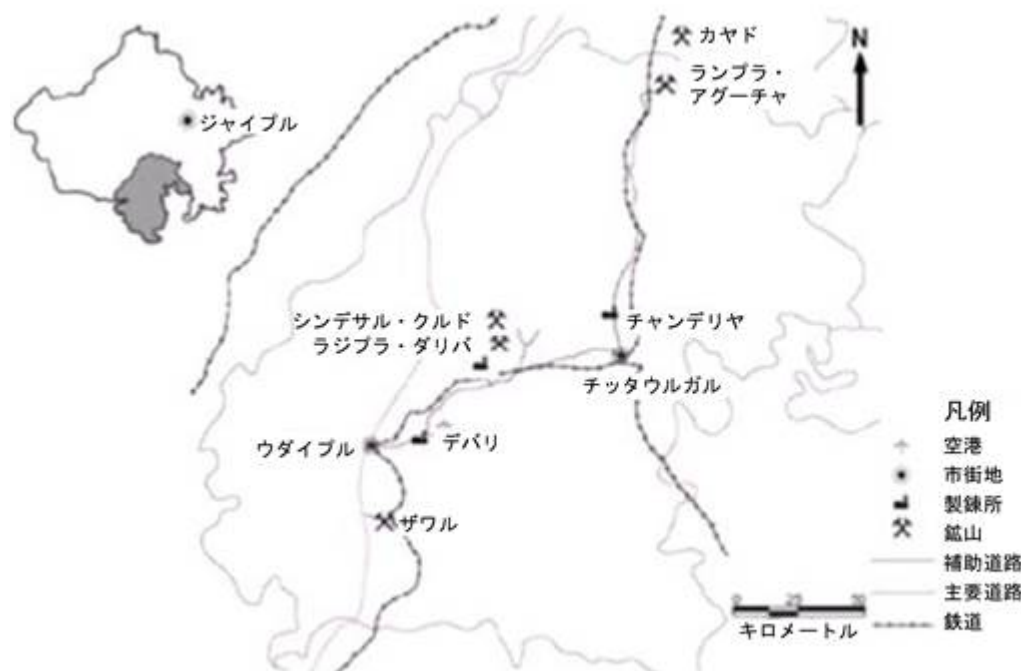 カヤド
N
ランプラ・
アグーチャ
ジャイプル
シンデサル・クルド
ラジプラ・ダリバ
チャンデリヤ
チッタウルガル
ウダイプル
デバリ
ザワル
凡例
空港
市街地
製錬所
鉱山
補助道路
主要道路
鉄道
0
キロメートル